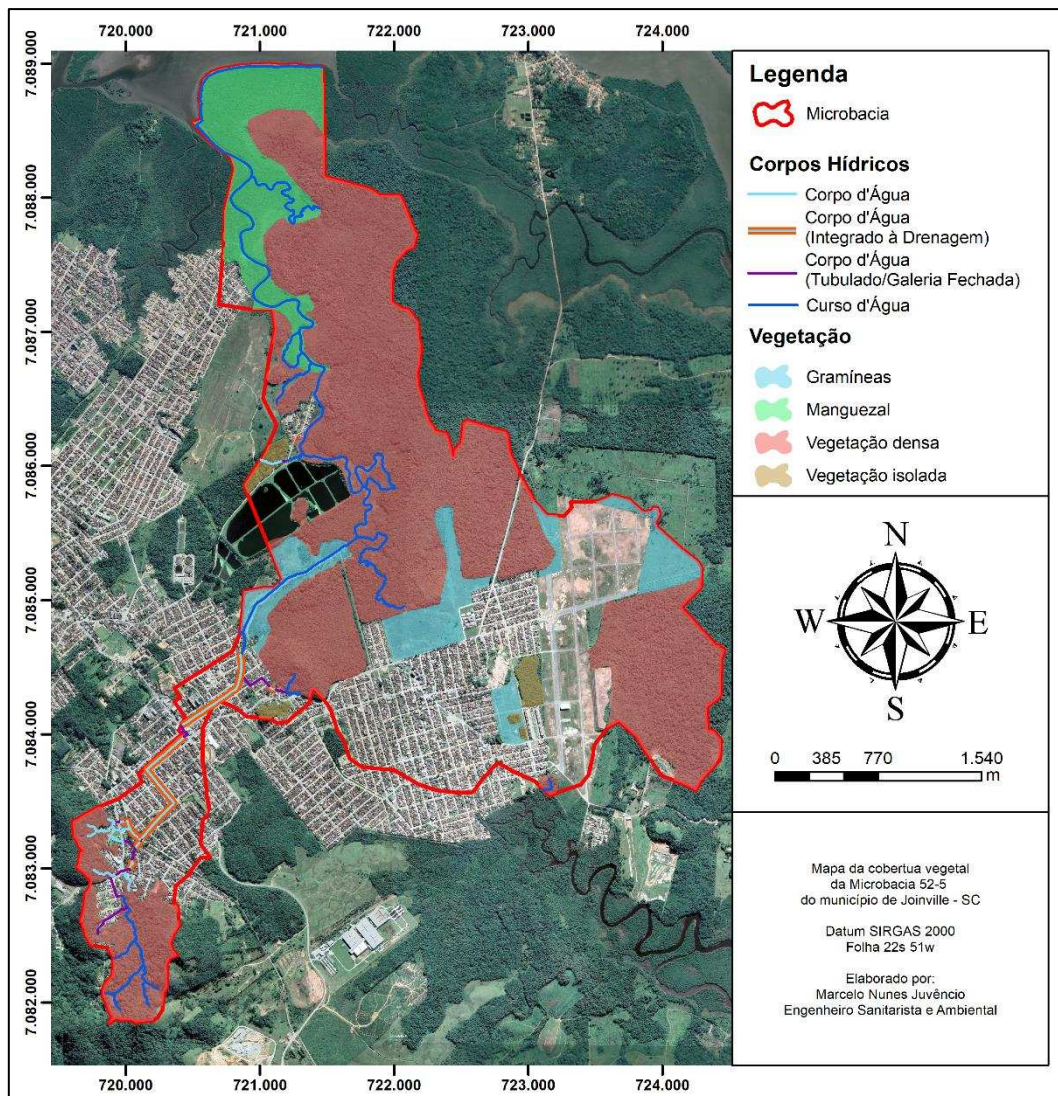 720.000 721.000 722.000 723.000 724.000
7.089.000
7.088.000
7.087.000
7.086.000
7.085.000
7.084.000
7.083.000
7.082.000
720.000 721.000 722.000 723.000 724.000
Legenda
Microbacia
Corpos Hídricos
Corpo d'Água
Corpo d'Água
(Integrado à Drenagem)
Corpo d'Água
(Tubulado/Galeria Fechada)
Curso d'Água
Vegetação
Gramíneas
Manguezal
Vegetação densa
Vegetação isolada
N
W E
S
0 385 770 1.540
m
Mapa da cobertua vegetal
da Microbacia 52-5
do município de Joinville - SC
Datum SIRGAS 2000
Folha 22s 51w
Elaborado por:
Marcelo Nunes Juvêncio
Engenheiro Sanitarista e Ambiental